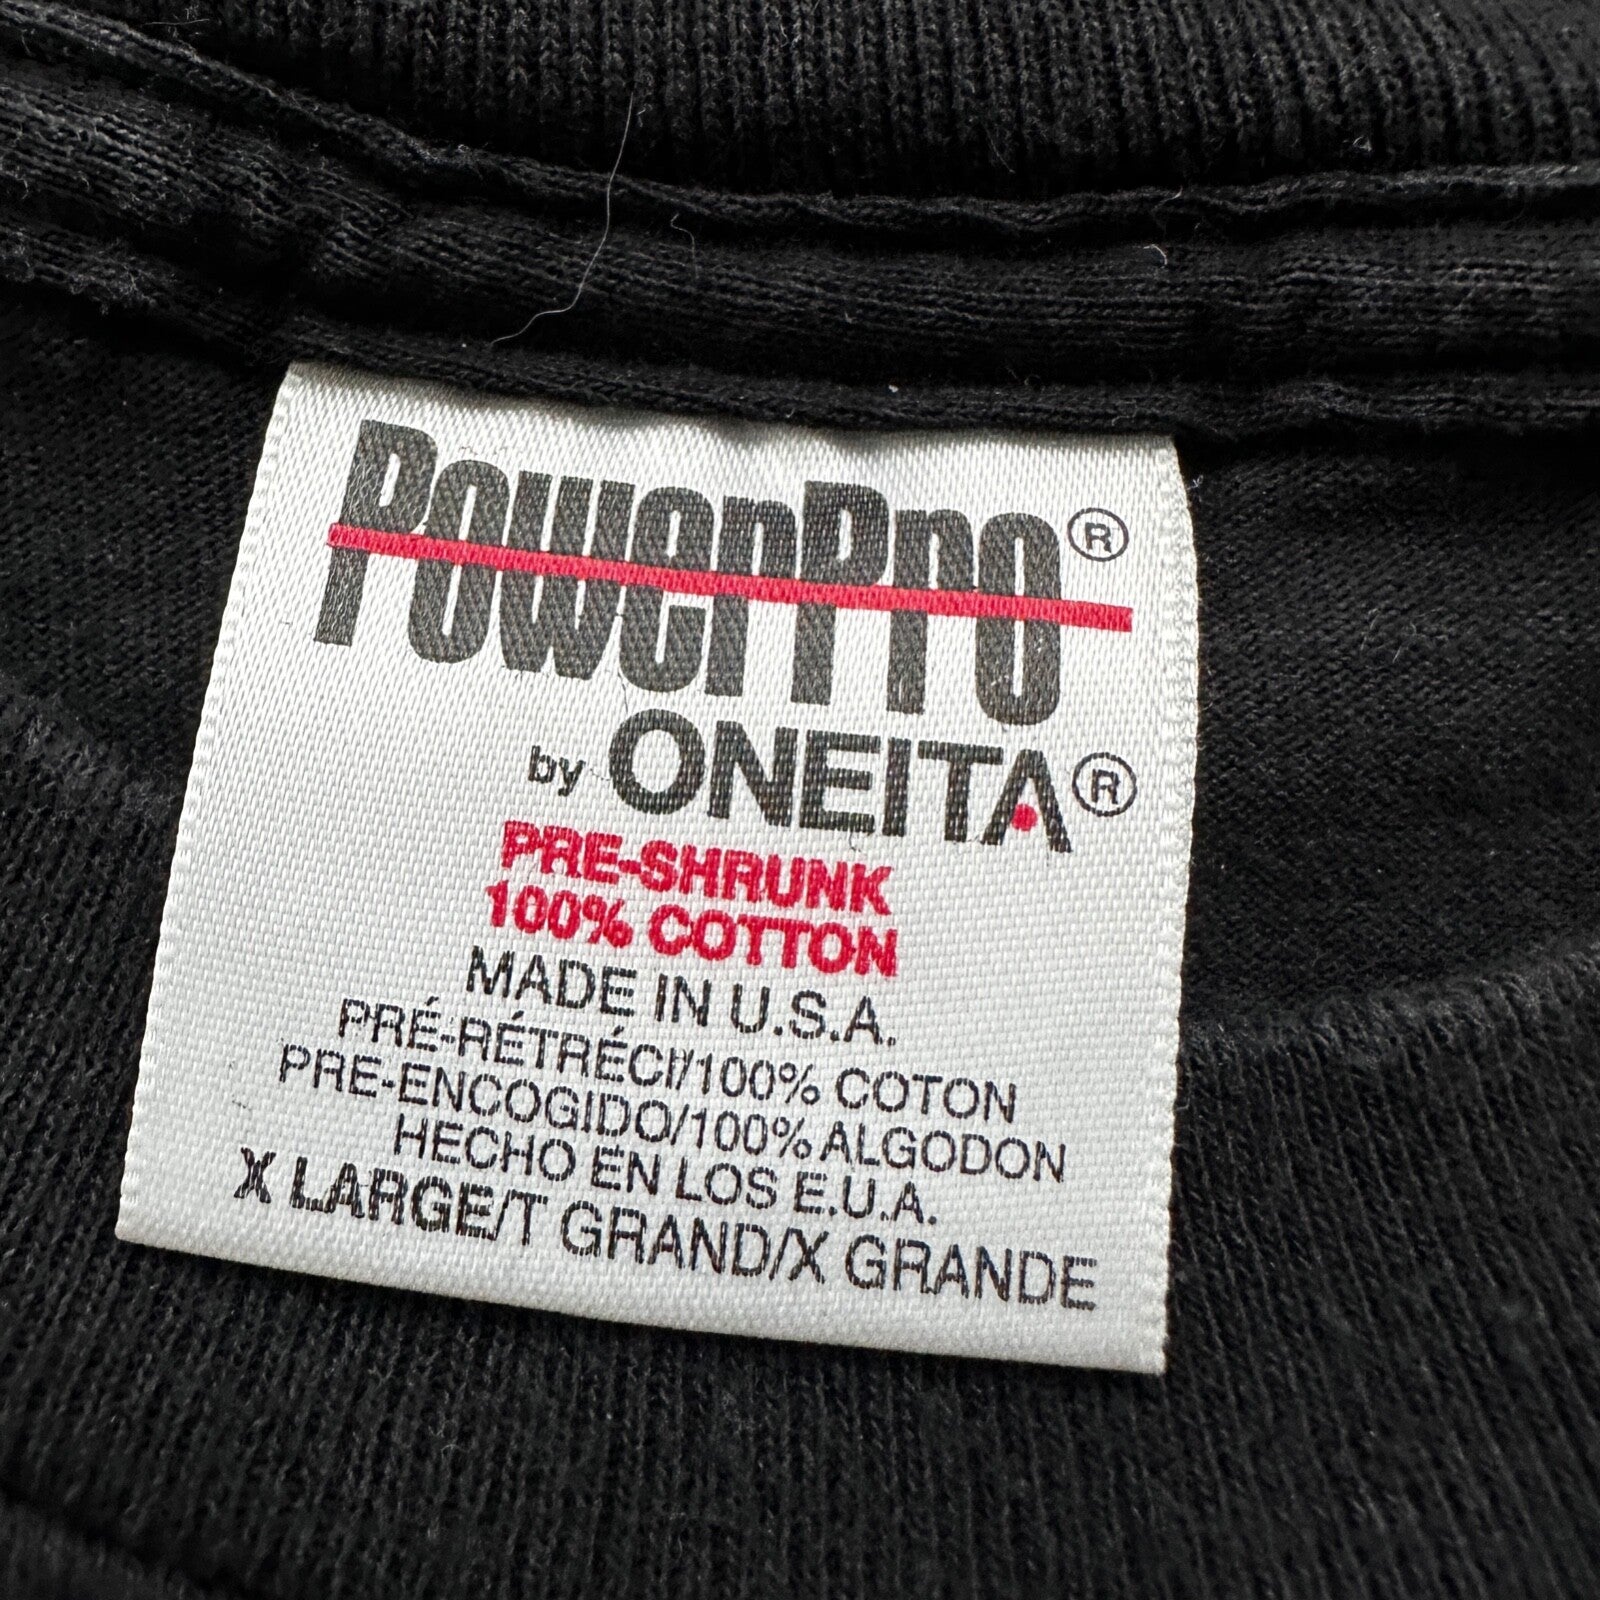 PowerPro®
by ONEITA®
PRE-SHRUNK
100% COTTON
MADE IN U.S.A.
PRÉ-RÉTRÉCI/100% COTON
PRE-ENCOGIDO/100% ALGODON
HECHO EN LOS E.U.A.
X LARGE/T GRAND/X GRANDE